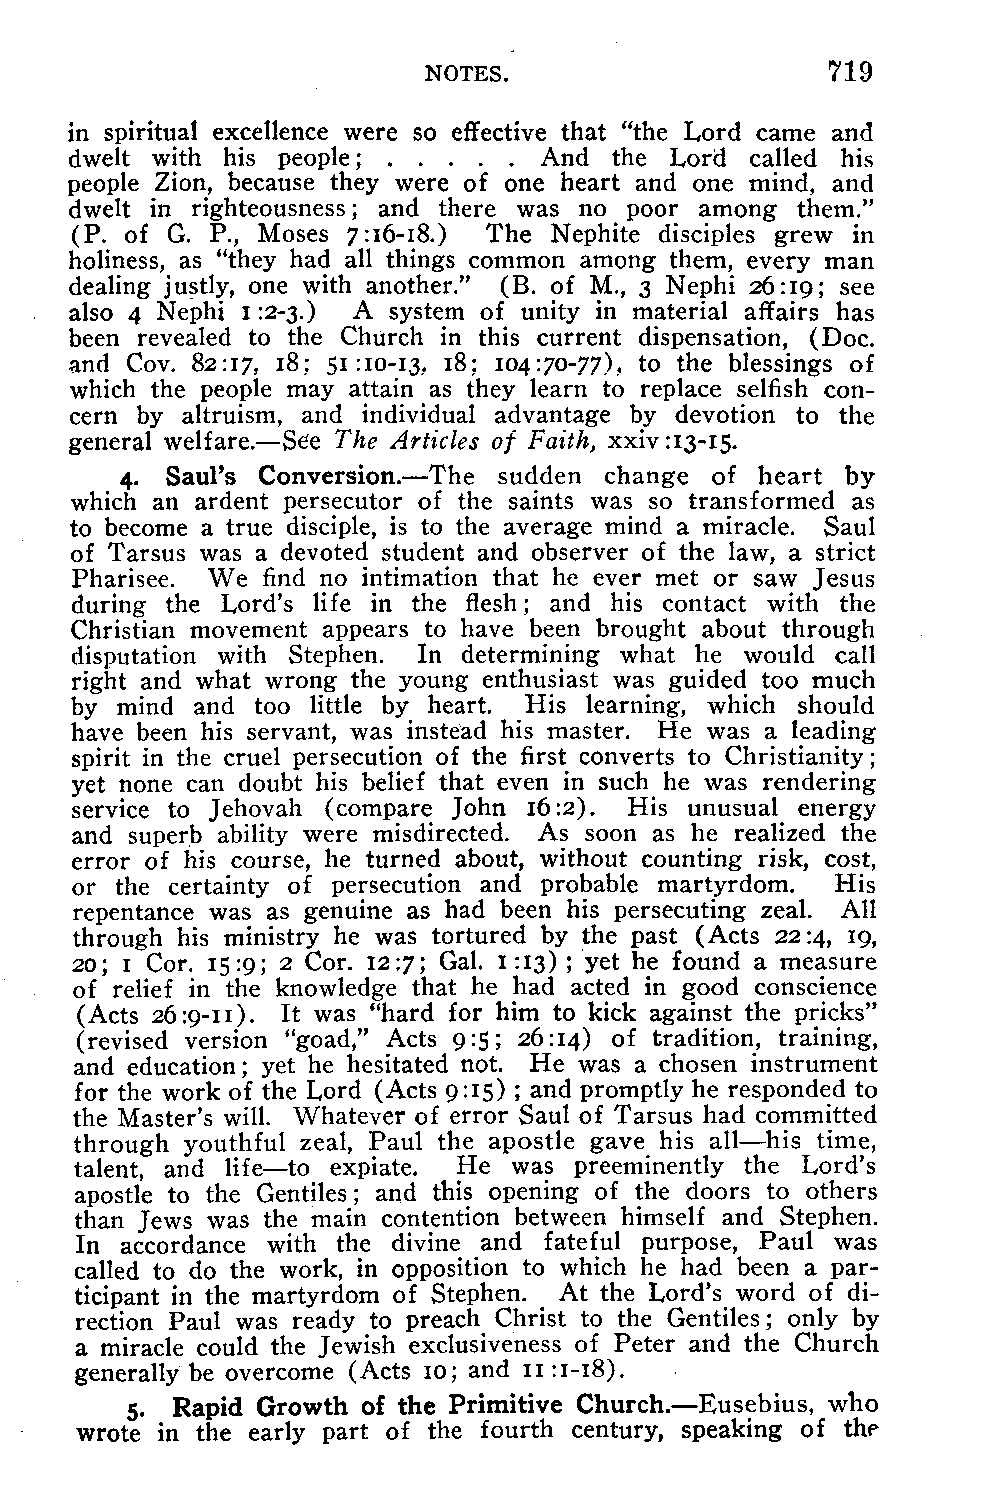 NOTES. 719
in spiritual excellence were so effective that "the Lord came and
dwelt with his people; . . . . . And the Lord called his
people Zion, because they were of one heart and one mind, and
dwelt in righteousness; and there was no poor among them."
(P. of G. P., Moses 7:16-18.) The Nephite disciples grew in
holiness, as "they had all things common among them, every man
dealing justly, one with another." (B. of M., 3 Nephi 26:19; see
also 4 Nephi 1:2-3.) A system of unity in material affairs has
been revealed to the Church in this current dispensation, (Doc.
and Cov. 82:17, 18; 51:10-13, 18; 104:70-77), to the blessings of
which the people may attain as they learn to replace selfish con-
cern by altruism, and individual advantage by devotion to the
general welfare.—See The Articles of Faith, xxiv:13-15.
4. Saul's Conversion.—The sudden change of heart by
which an ardent persecutor of the saints was so transformed as
to become a true disciple, is to the average mind a miracle. Saul
of Tarsus was a devoted student and observer of the law, a strict
Pharisee. We find no intimation that he ever met or saw Jesus
during the Lord's life in the flesh; and his contact with the
Christian movement appears to have been brought about through
disputation with Stephen. In determining what he would call
right and what wrong the young enthusiast was guided too much
by mind and too little by heart. His learning, which should
have been his servant, was instead his master. He was a leading
spirit in the cruel persecution of the first converts to Christianity;
yet none can doubt his belief that even in such he was rendering
service to Jehovah (compare John 16:2). His unusual energy
and superb ability were misdirected. As soon as he realized the
error of his course, he turned about, without counting risk, cost,
or the certainty of persecution and probable martyrdom. His
repentance was as genuine as had been his persecuting zeal. All
through his ministry he was tortured by the past (Acts 22:4, 19,
20; 1 Cor. 15:9; 2 Cor. 12:7; Gal. 1:13); yet he found a measure
of relief in the knowledge that he had acted in good conscience
(Acts 26:9-11). It was "hard for him to kick against the pricks"
(revised version "goad," Acts 9:5; 26:14) of tradition, training,
and education; yet he hesitated not. He was a chosen instrument
for the work of the Lord (Acts 9:15); and promptly he responded to
the Master's will. Whatever of error Saul of Tarsus had committed
through youthful zeal, Paul the apostle gave his all—his time,
talent, and life—to expiate. He was preeminently the Lord's
apostle to the Gentiles; and this opening of the doors to others
than Jews was the main contention between himself and Stephen.
In accordance with the divine and fateful purpose, Paul was
called to do the work, in opposition to which he had been a par-
ticipant in the martyrdom of Stephen. At the Lord's word of di-
rection Paul was ready to preach Christ to the Gentiles; only by
a miracle could the Jewish exclusiveness of Peter and the Church
generally be overcome (Acts 10; and 11:1-18).
5. Rapid Growth of the Primitive Church.—Eusebius, who
wrote in the early part of the fourth century, speaking of the